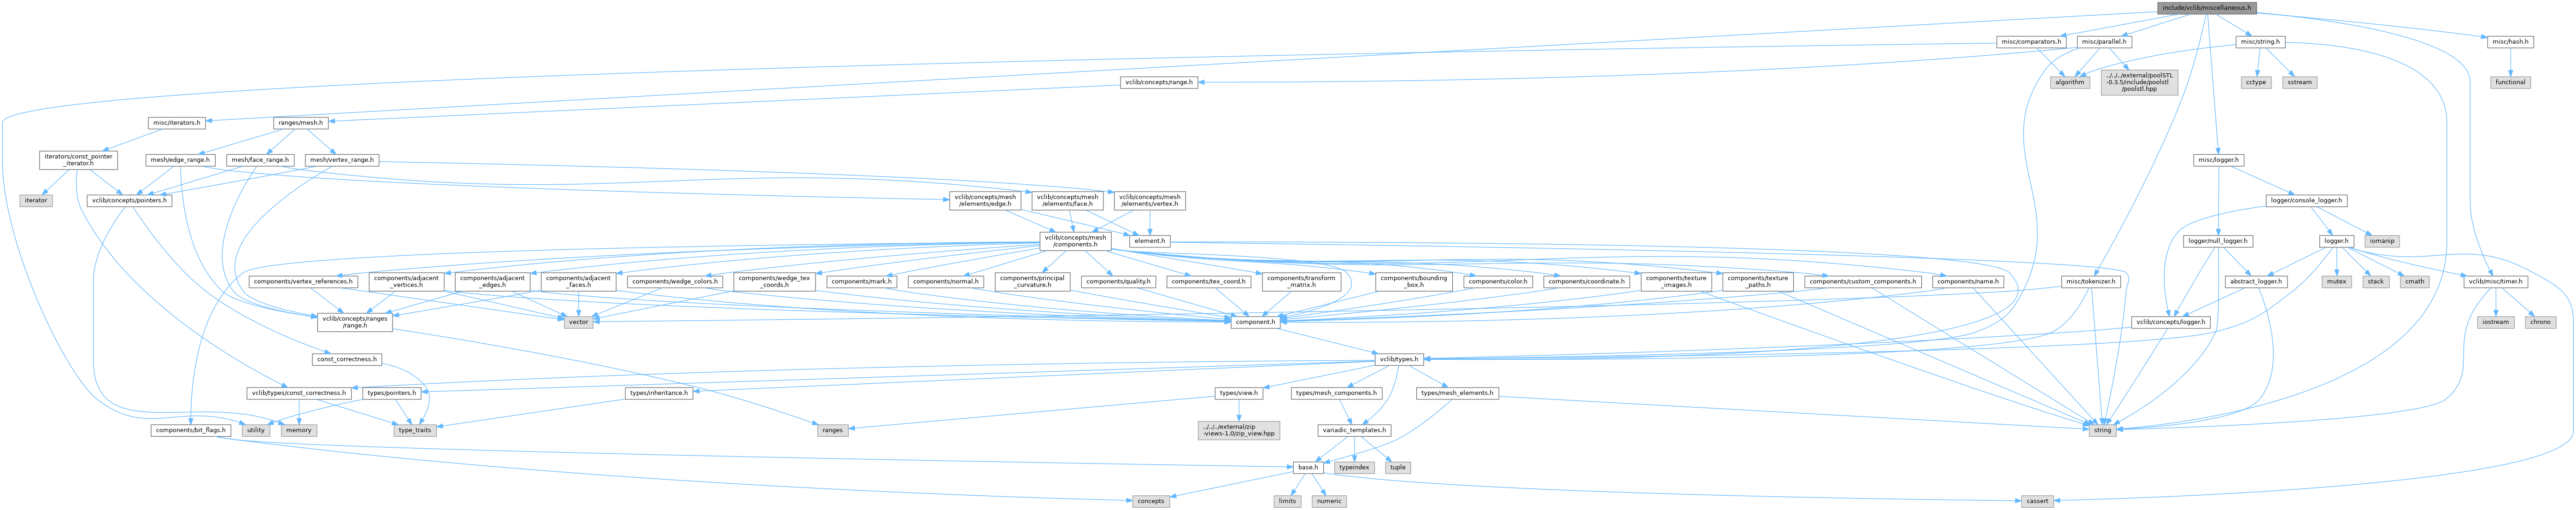 include/vclib/miscellaneous.h
misc/comparators.h
misc/parallel.h
misc/string.h
misc/hash.h
vclib/concepts/range.h
algorithm
../../../external/poolSTL
-0.3.5/include/poolstl
/poolstl.hpp
cctype
sstream
functional
misc/iterators.h
ranges/mesh.h
iterators/const_pointer
_iterator.h
mesh/edge_range.h
mesh/face_range.h
mesh/vertex_range.h
misc/logger.h
iterator
vclib/concepts/pointers.h
vclib/concepts/mesh
/elements/edge.h
vclib/concepts/mesh
/elements/face.h
vclib/concepts/mesh
/elements/vertex.h
logger/console_logger.h
vclib/concepts/mesh
/components.h
element.h
logger/null_logger.h
logger.h
iomanip
components/vertex_references.h
components/adjacent
_vertices.h
components/adjacent
_edges.h
components/adjacent
_faces.h
components/wedge_colors.h
components/wedge_tex
_coords.h
components/mark.h
components/normal.h
components/principal
_curvature.h
components/quality.h
components/tex_coord.h
components/transform
_matrix.h
components/bounding
_box.h
components/color.h
components/coordinate.h
components/texture
_images.h
components/texture
_paths.h
components/custom_components.h
components/name.h
misc/tokenizer.h
abstract_logger.h
mutex
stack
cmath
vclib/misc/timer.h
vclib/concepts/ranges
/range.h
vector
component.h
vclib/concepts/logger.h
iostream
chrono
const_correctness.h
vclib/types.h
vclib/types/const_correctness.h
types/pointers.h
types/inheritance.h
types/view.h
types/mesh_components.h
types/mesh_elements.h
components/bit_flags.h
utility
memory
type_traits
ranges
../../../external/zip
-views-1.0/zip_view.hpp
variadic_templates.h
string
base.h
typeindex
tuple
concepts
limits
numeric
cassert